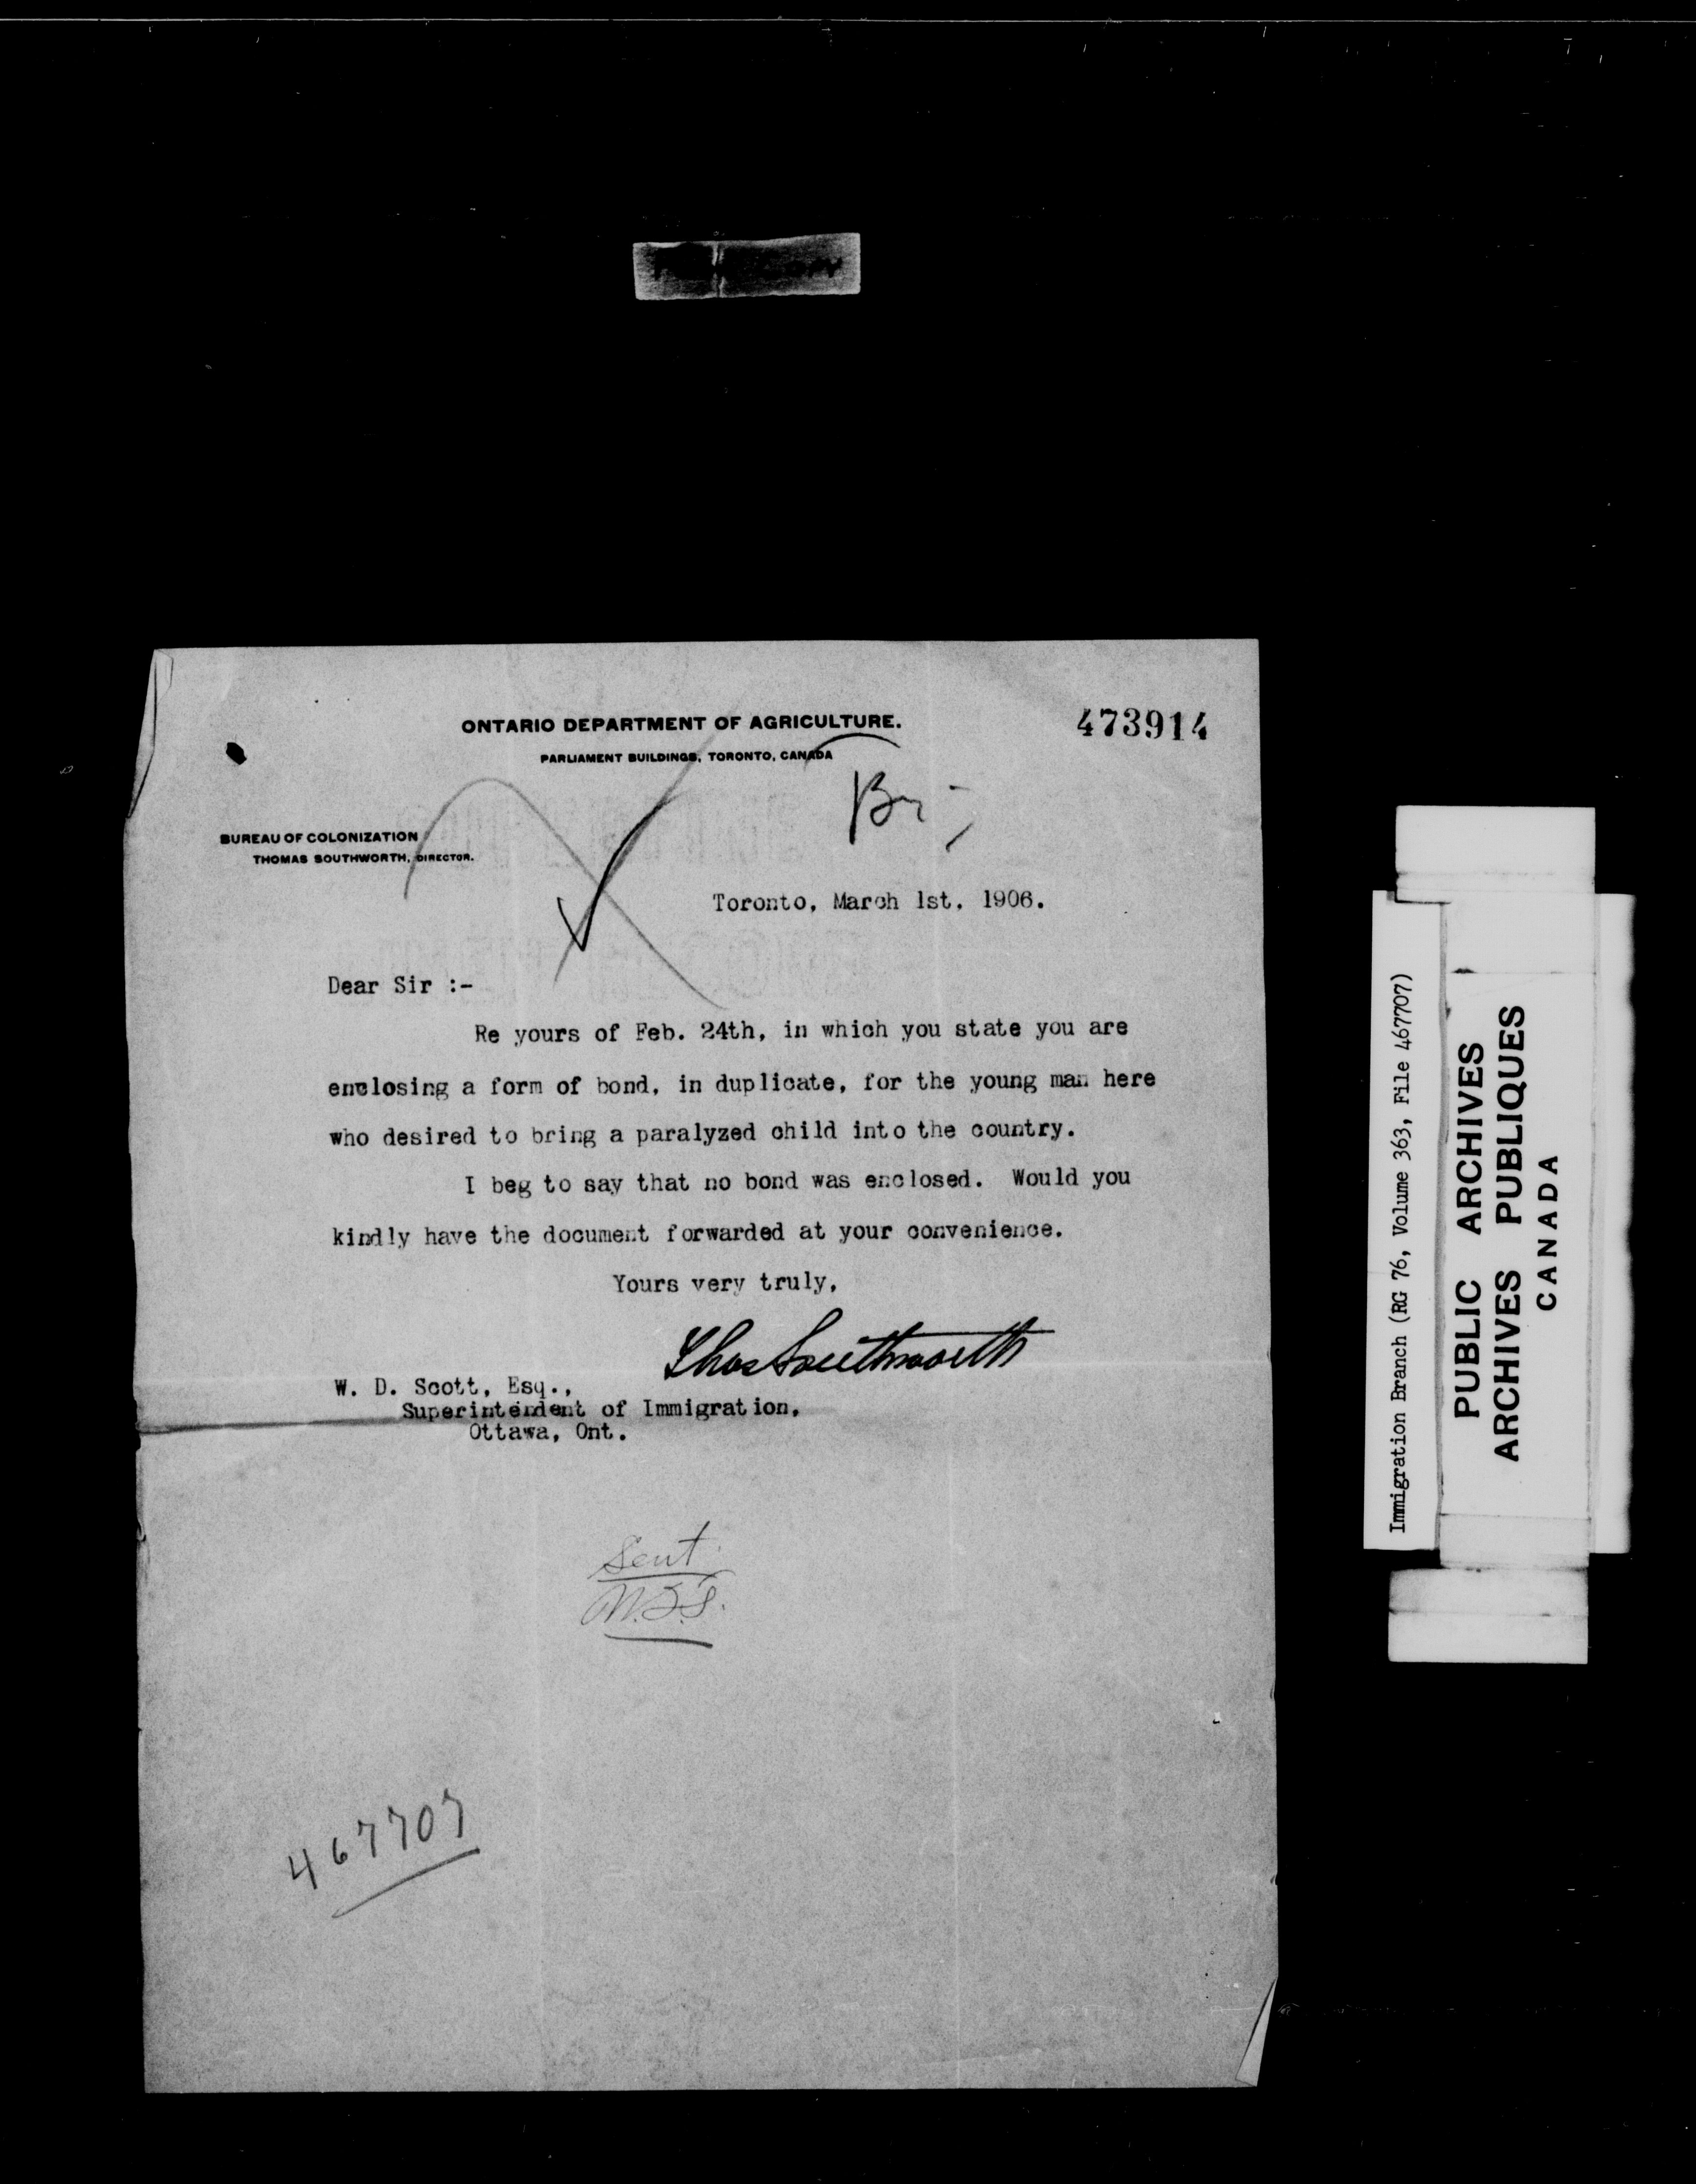 ONTARIO DEPARTMENT OF AGRICULTURE.
473914
PARLIAMENT BUILDINGS, TORONTO, CANADA
BUREAU OF COLONIZATION
THOMAS SOUTHWORTH, DIRECTOR.
Toronto, March 1st, 1906.
Dear Sir :-
Re yours of Feb. 24th, in which you state you are
enclosing a form of bond, in duplicate, for the young man here
who desired to bring a paralyzed child into the country.
I beg to say that no bond was enclosed. Would you
kindly have the document forwarded at your convenience.
Yours very truly,
Thos Southworth
W. D. Scott, Esq.,
Superintendent of Immigration,
Ottawa, Ont.
Sent
467707
Immigration Branch (RG 76, Volume 363, File 467707)
PUBLIC ARCHIVES
ARCHIVES PUBLIQUES
CANADA